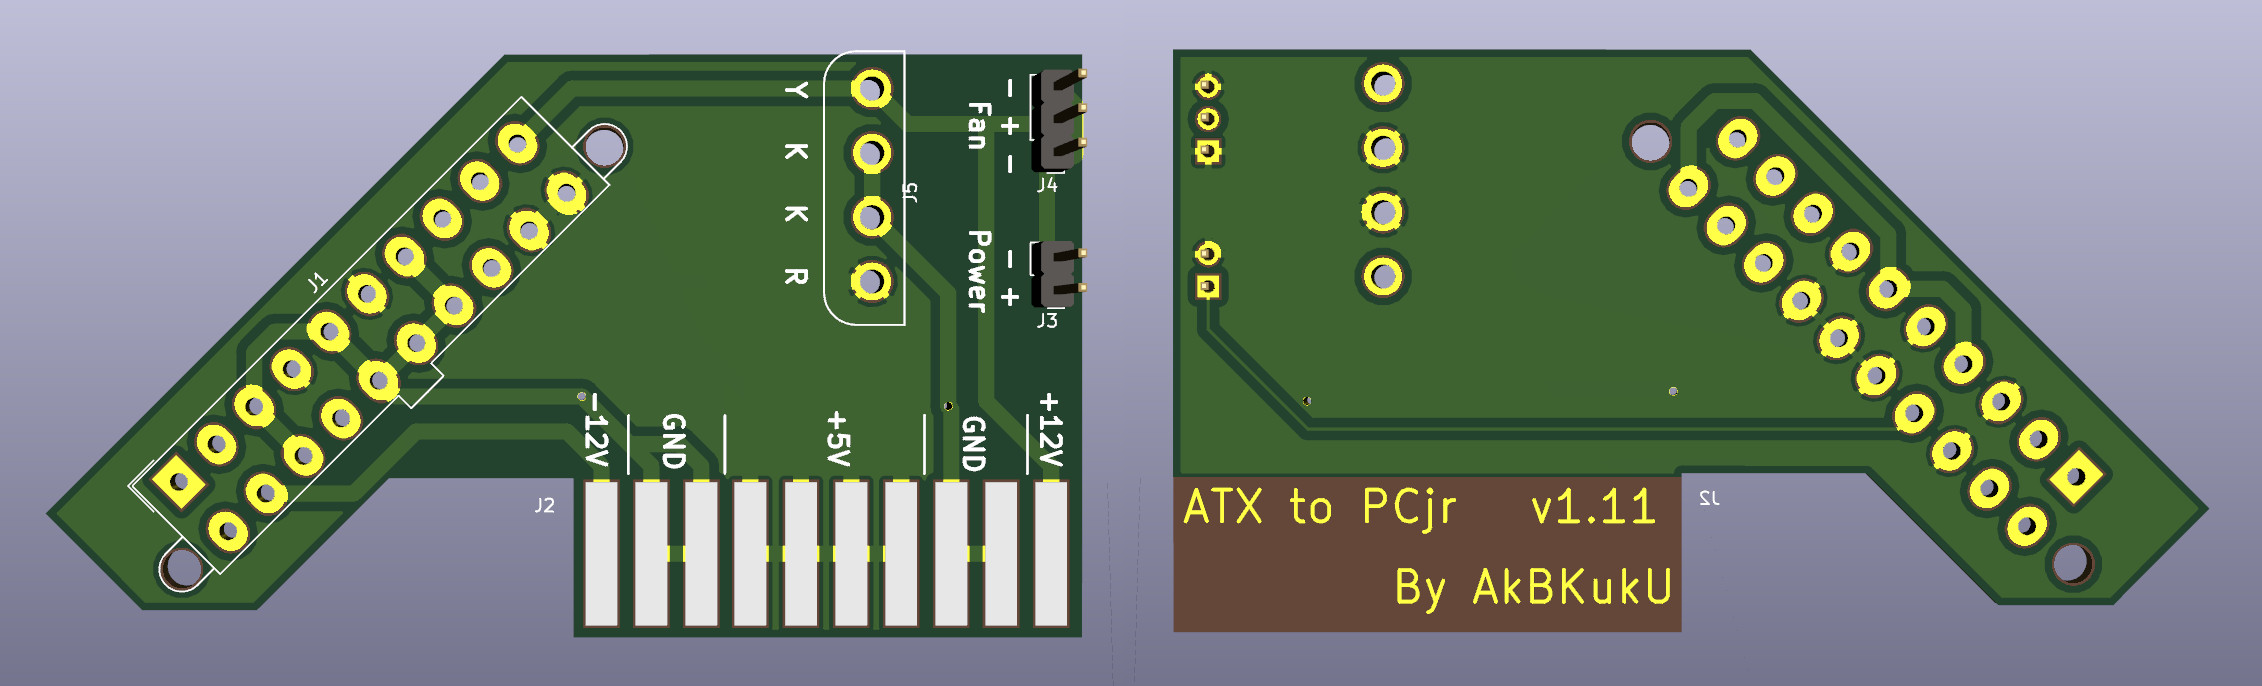 Y
K
K
R
J5
-
+
-
Fan
J4
-
+
Power
J3
J1
-12V
GND
+5V
GND
+12V
J2
ATX to PCjr v1.11
By AkBKukU
J2